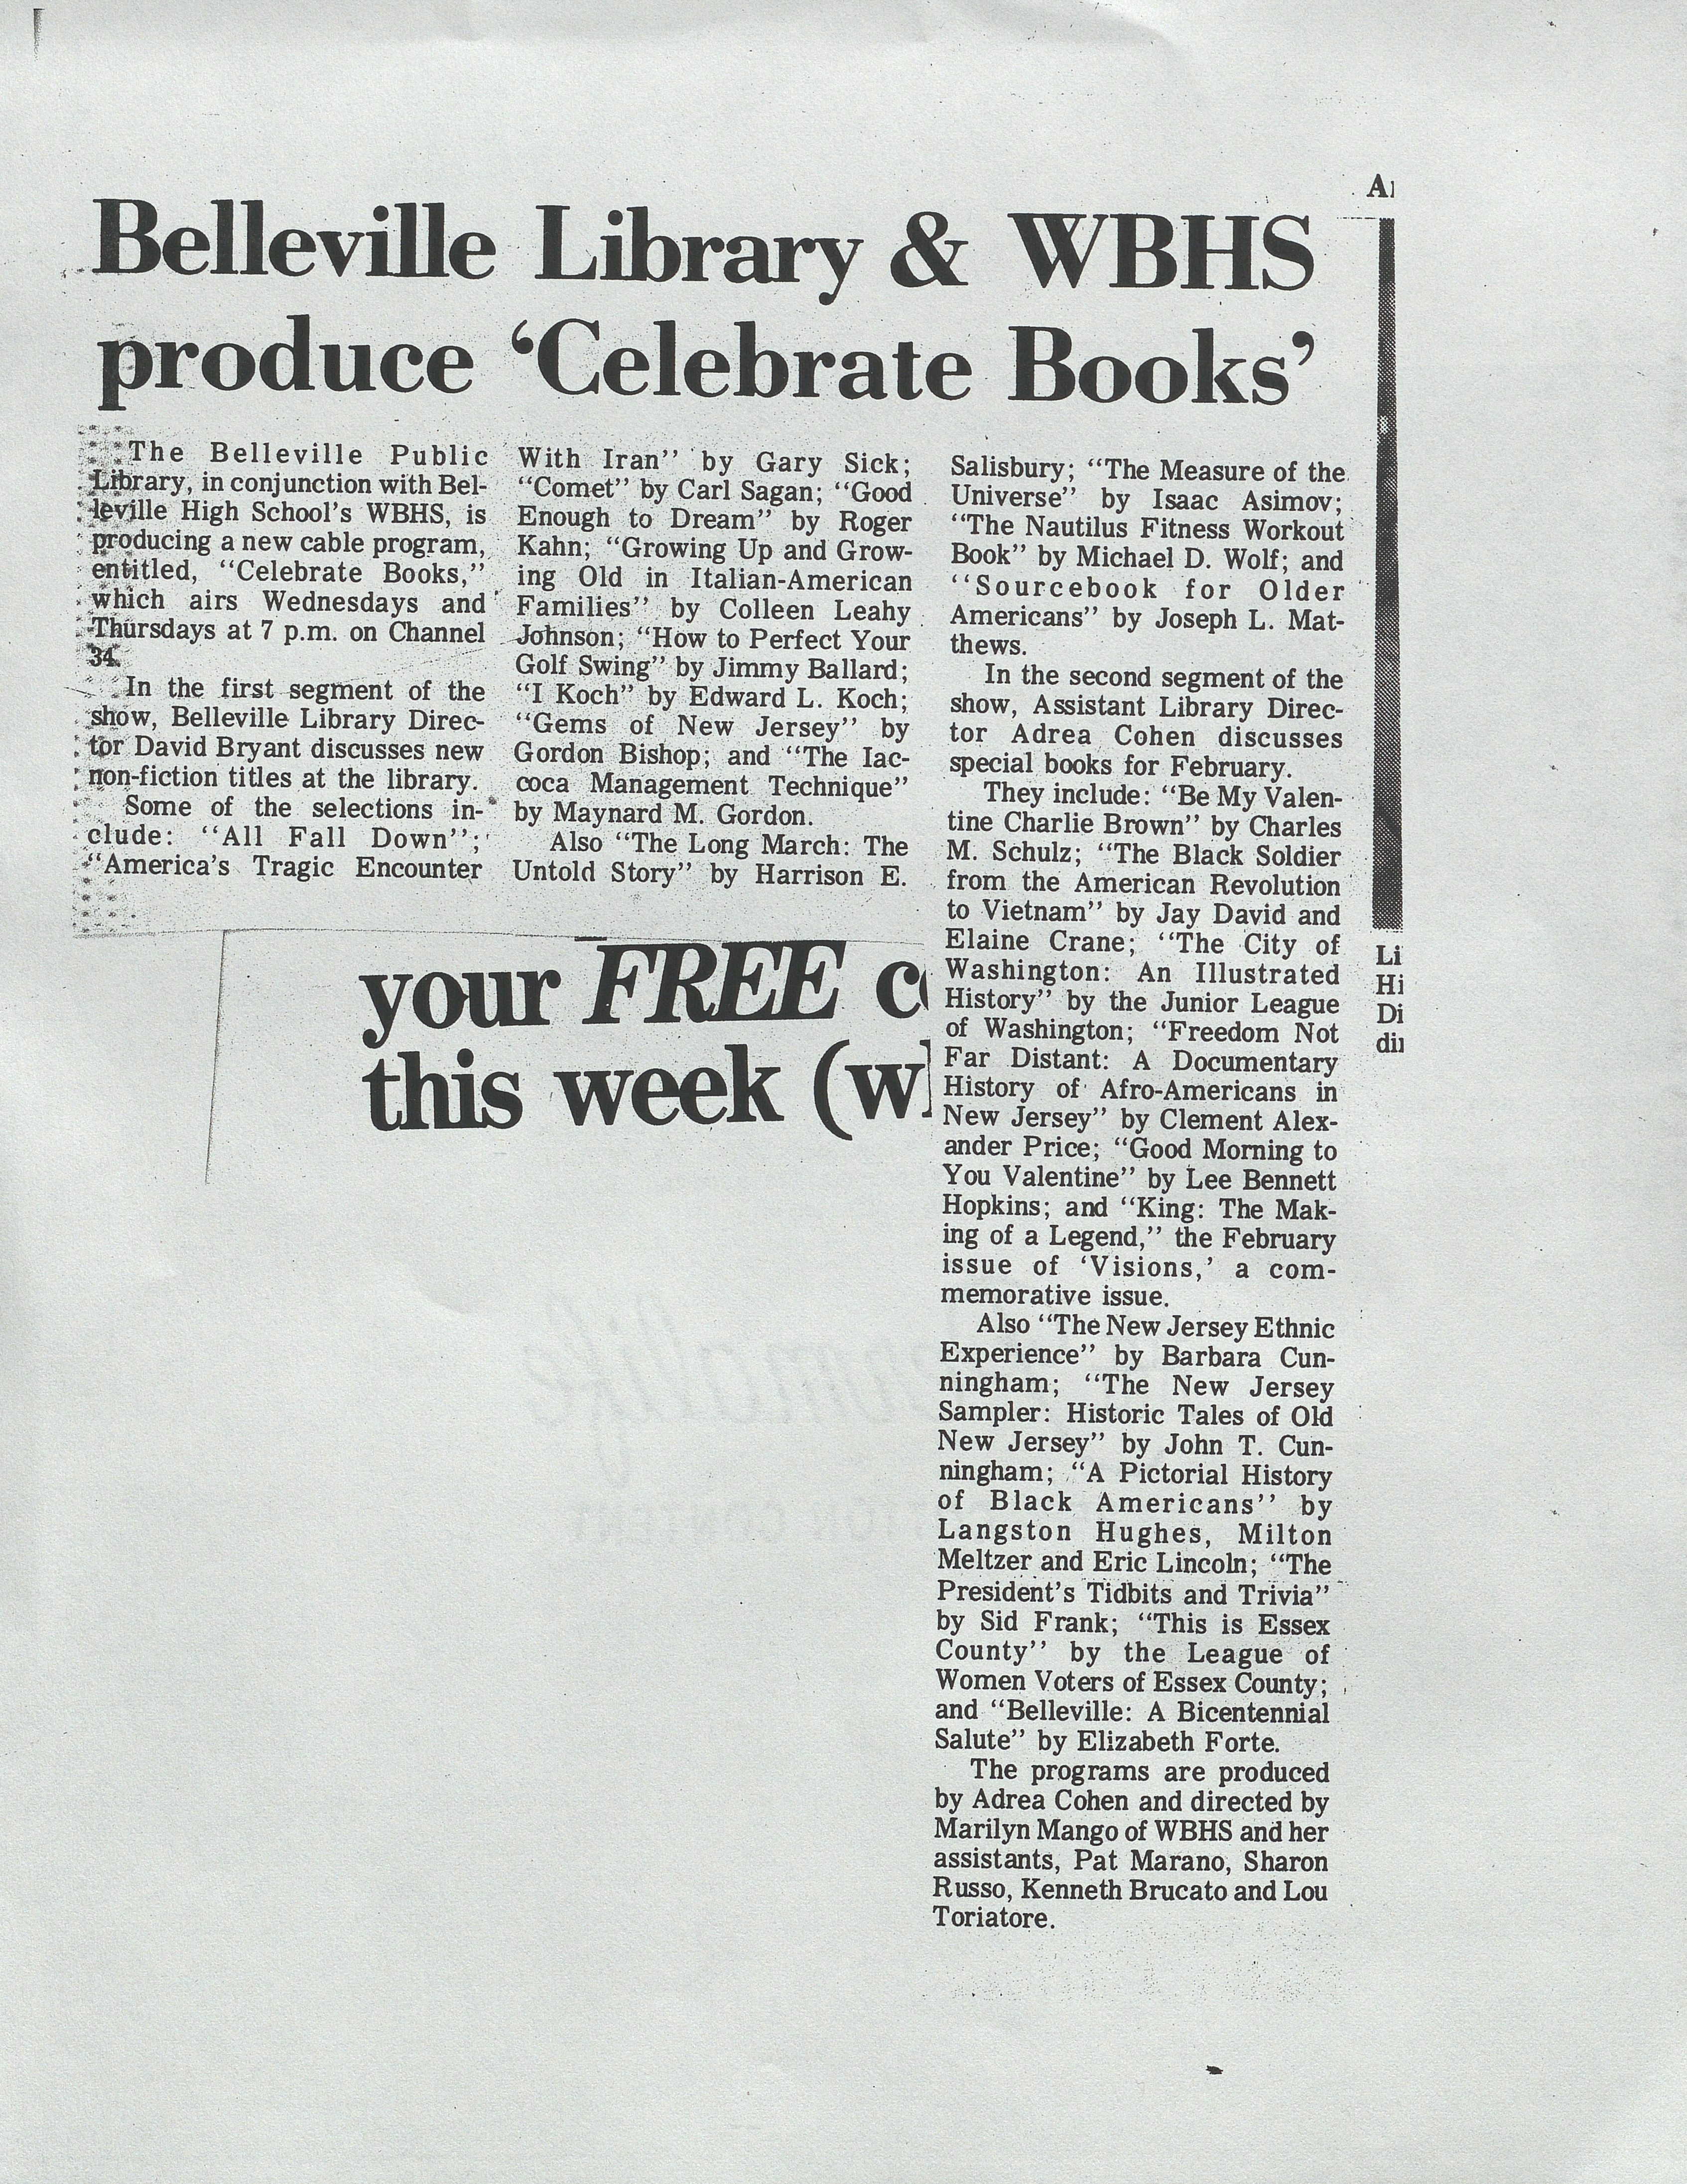 Belleville Library & WBHS
produce ‘Celebrate Books’
The Belleville Public
Library, in conjunction with Bel-
leville High School’s WBHS, is
producing a new cable program,
entitled, “Celebrate Books,”
which airs Wednesdays and
Thursdays at 7 p.m. on Channel
34.
In the first segment of the
show, Belleville Library Direc-
tor David Bryant discusses new
non-fiction titles at the library.
Some of the selections in-
clude: “All Fall Down”;
“America’s Tragic Encounter
With Iran” by Gary Sick;
“Comet” by Carl Sagan; “Good
Enough to Dream” by Roger
Kahn; “Growing Up and Grow-
ing Old in Italian-American
Families” by Colleen Leahy
Johnson; “How to Perfect Your
Golf Swing” by Jimmy Ballard;
“I Koch” by Edward L. Koch;
“Gems of New Jersey” by
Gordon Bishop; and “The Iac-
coca Management Technique”
by Maynard M. Gordon.
Also “The Long March: The
Untold Story” by Harrison E.
Salisbury; “The Measure of the
Universe” by Isaac Asimov;
“The Nautilus Fitness Workout
Book” by Michael D. Wolf; and
“Sourcebook for Older
Americans” by Joseph L. Mat-
thews.
In the second segment of the
show, Assistant Library Direc-
tor Adrea Cohen discusses
special books for February.
They include: “Be My Valen-
tine Charlie Brown” by Charles
M. Schulz; “The Black Soldier
from the American Revolution
to Vietnam” by Jay David and
Elaine Crane; “The City of
Washington: An Illustrated
History” by the Junior League
of Washington; “Freedom Not
Far Distant: A Documentary
History of Afro-Americans in
New Jersey” by Clement Alex-
ander Price; “Good Morning to
You Valentine” by Lee Bennett
Hopkins; and “King: The Mak-
ing of a Legend,” the February
issue of ‘Visions,’ a com-
memorative issue.
Also “The New Jersey Ethnic
Experience” by Barbara Cun-
ningham; “The New Jersey
Sampler: Historic Tales of Old
New Jersey” by John T. Cun-
ningham; “A Pictorial History
of Black Americans” by
Langston Hughes, Milton
Meltzer and Eric Lincoln; “The
President’s Tidbits and Trivia”
by Sid Frank; “This is Essex
County” by the League of
Women Voters of Essex County;
and “Belleville: A Bicentennial
Salute” by Elizabeth Forte.
The programs are produced
by Adrea Cohen and directed by
Marilyn Mango of WBHS and her
assistants, Pat Marano, Sharon
Russo, Kenneth Brucato and Lou
Toriatore.
your FREE
this week
Li
Hi
Di